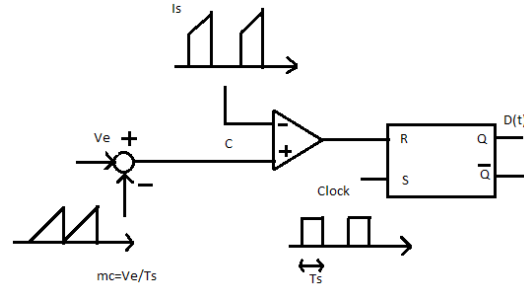 Is
Ve +
-
C
-
+
R Q
D(t)
Clock S Q
Ts
mc=Ve/Ts